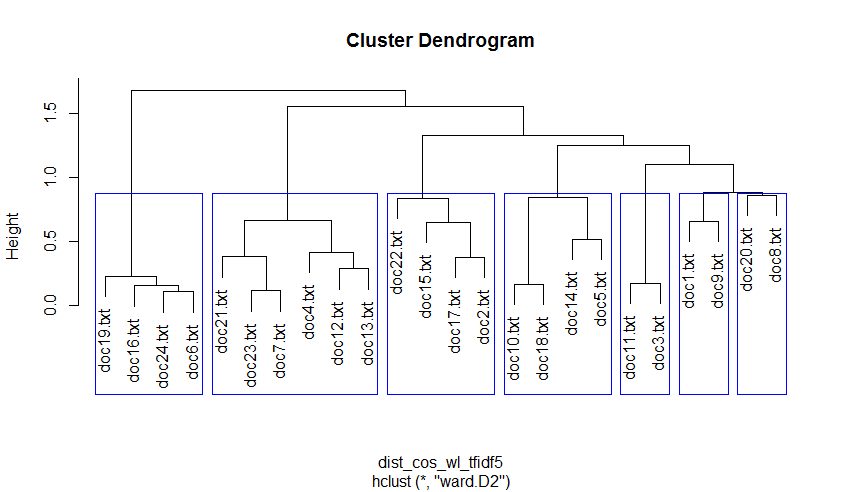 Cluster Dendrogram
Height
1.5
1.0
0.5
0.0
doc19.txt
doc16.txt
doc24.txt
doc6.txt
doc21.txt
doc23.txt
doc7.txt
doc4.txt
doc12.txt
doc13.txt
doc22.txt
doc15.txt
doc17.txt
doc2.txt
doc10.txt
doc18.txt
doc14.txt
doc5.txt
doc11.txt
doc3.txt
doc1.txt
doc9.txt
doc20.txt
doc8.txt
dist_cos_wl_tfidf5
hclust (*, "ward.D2")